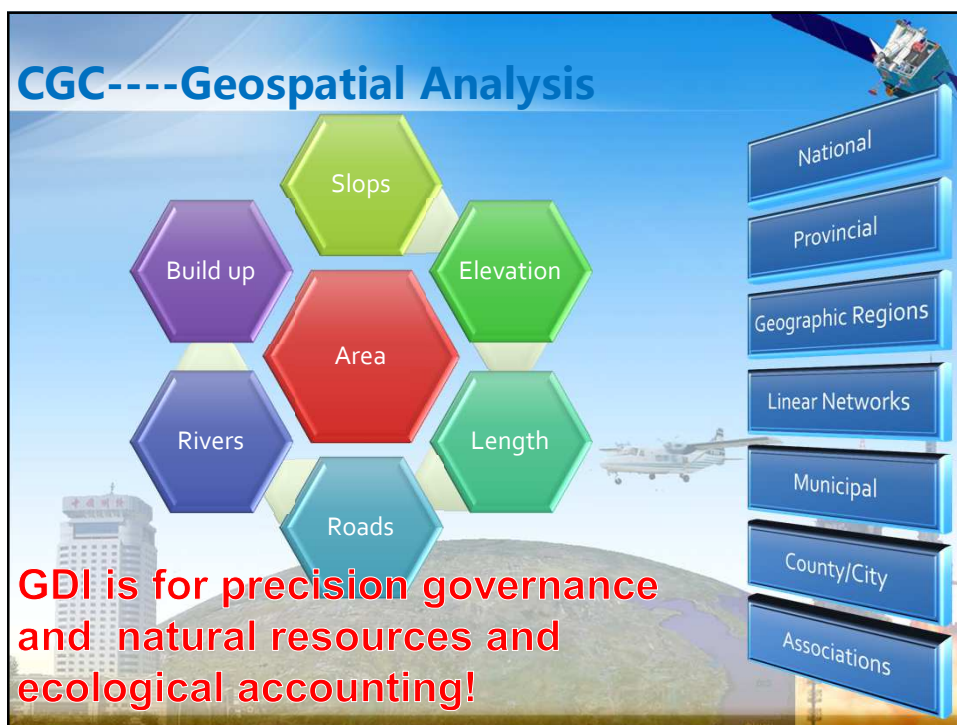 CGC----Geospatial Analysis
Slops
Build up
Elevation
Area
Rivers
Length
Roads
National
Provincial
Geographic Regions
Linear Networks
Municipal
County/City
Associations
GDI is for precision governance
and  natural resources and
ecological accounting!